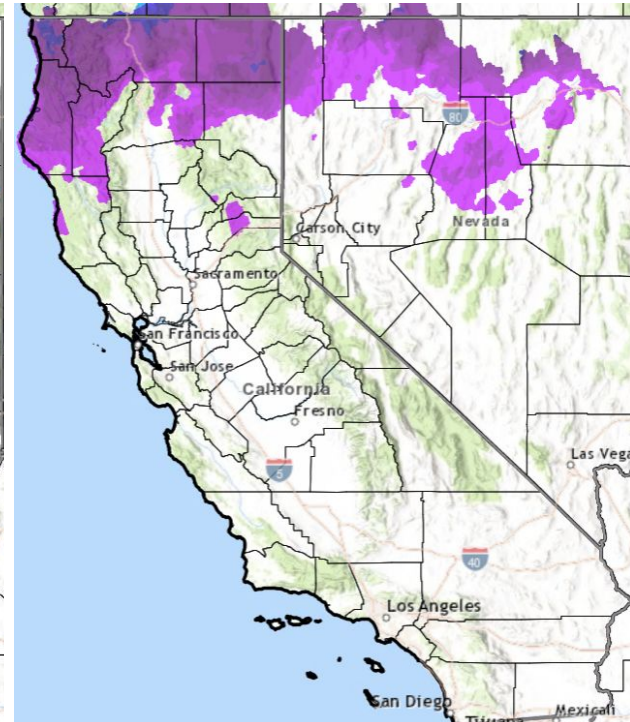 80
Nevada
Carson City
Sacramento
San Francisco
San Jose
California
Fresno
5
Las Vega
40
Los Angeles
San Diego
Tijuana
Mexicali